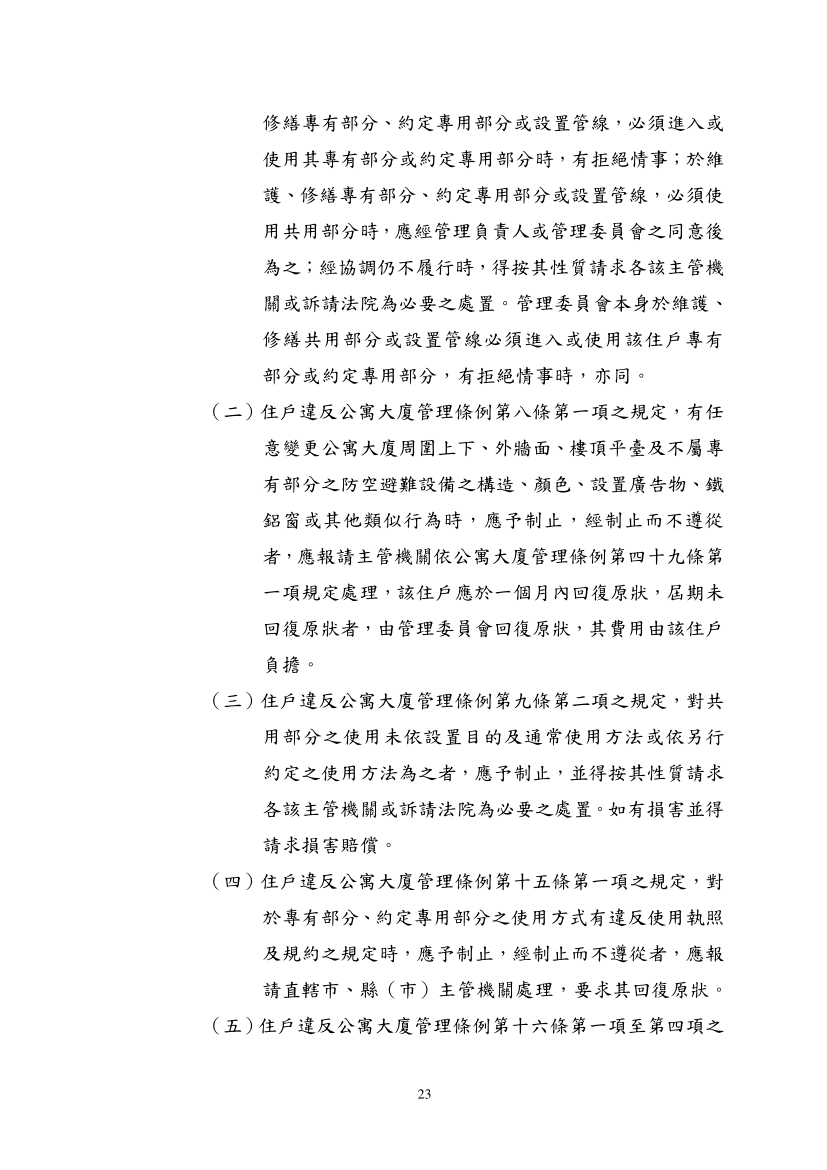 修繕專有部分、約定專用部分或設置管線，必須進入或
使用其專有部分或約定專用部分時，有拒絕情事；於維
護、修繕專有部分、約定專用部分或設置管線，必須使
用共用部分時，應經管理負責人或管理委員會之同意後
為之；經協調仍不履行時，得按其性質請求各該主管機
關或訴請法院為必要之處置。管理委員會本身於維護、
修繕共用部分或設置管線必須進入或使用該住戶專有
部分或約定專用部分，有拒絕情事時，亦同。
（二）住戶違反公寓大廈管理條例第八條第一項之規定，有任
意變更公寓大廈周圍上下、外牆面、樓頂平臺及不屬專
有部分之防空避難設備之構造、顏色、設置廣告物、鐵
鋁窗或其他類似行為時，應予制止，經制止而不遵從
者，應報請主管機關依公寓大廈管理條例第四十九條第
一項規定處理，該住戶應於一個月內回復原狀，屆期未
回復原狀者，由管理委員會回復原狀，其費用由該住戶
負擔。
（三）住戶違反公寓大廈管理條例第九條第二項之規定，對共
用部分之使用未依設置目的及通常使用方法或依另行
約定之使用方法為之者，應予制止，並得按其性質請求
各該主管機關或訴請法院為必要之處置。如有損害並得
請求損害賠償。
（四）住戶違反公寓大廈管理條例第十五條第一項之規定，對
於專有部分、約定專用部分之使用方式有違反使用執照
及規約之規定時，應予制止，經制止而不遵從者，應報
請直轄市、縣（市）主管機關處理，要求其回復原狀。
（五）住戶違反公寓大廈管理條例第十六條第一項至第四項之
23